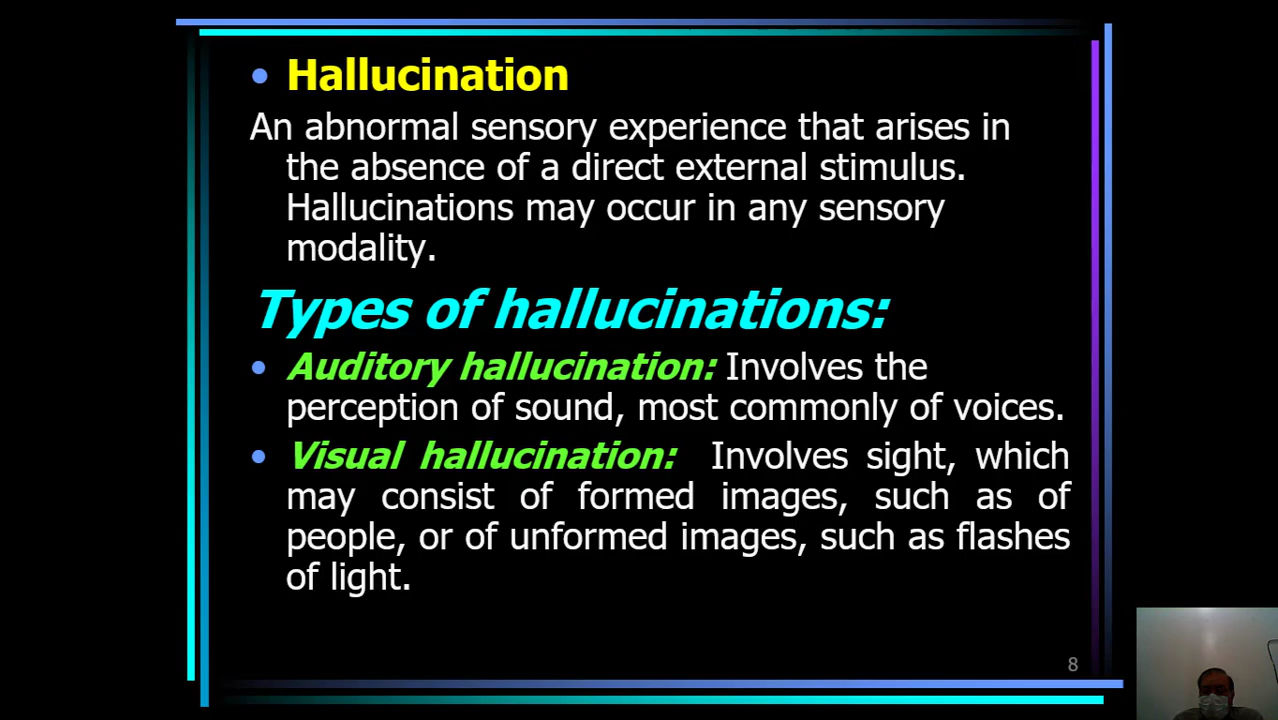 • Hallucination
An abnormal sensory experience that arises in
the absence of a direct external stimulus.
Hallucinations may occur in any sensory
modality.
Types of hallucinations:
• Auditory hallucination: Involves the
perception of sound, most commonly of voices.
• Visual hallucination: Involves sight, which
may consist of formed images, such as of
people, or of unformed images, such as flashes
of light.
8